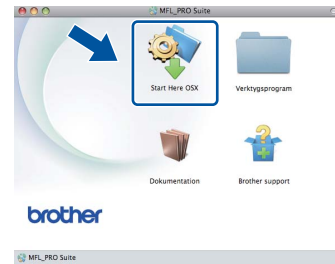 MFL_PRO Suite
Start Here OSX
Verktygsprogram
Dokumentation
Brother support
brother
MFL_PRO Suite